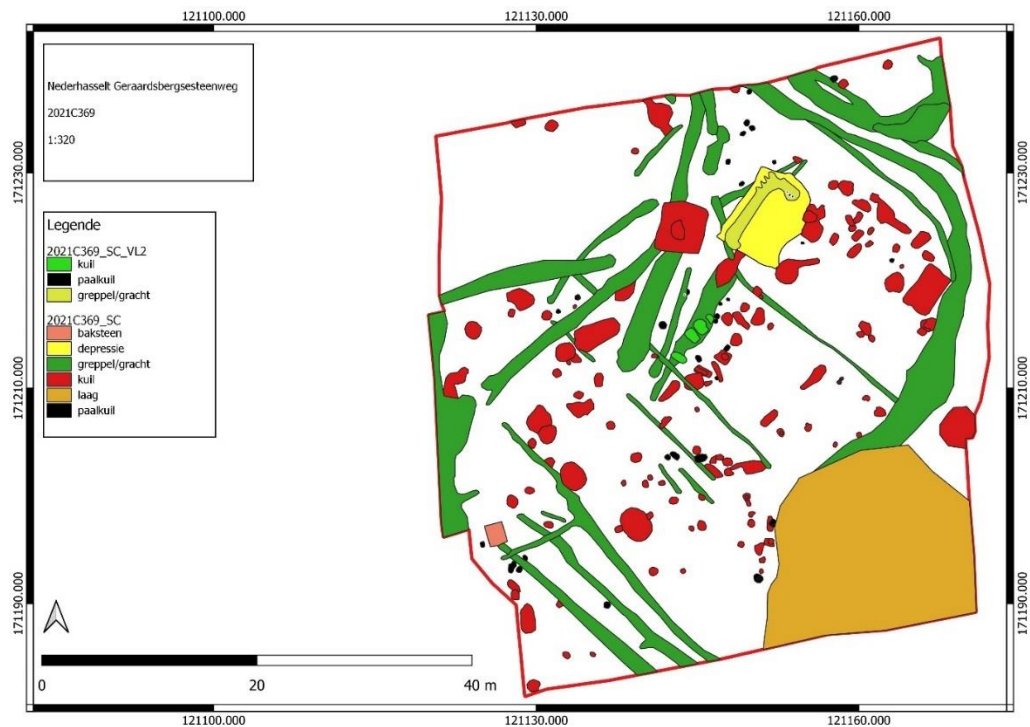 121100.000 121130.000 121160.000
Nederhasselt Geraardsbergsesteenweg
2021C369
1:320
171230.000 171230.000
Legende
2021C369_SC_VL2
kuil
paalkuil
greppel/gracht
2021C369_SC
baksteen
depressie
greppel/gracht
kuil
laag
paalkuil
171210.000 171210.000
171190.000 171190.000
0 20 40 m
121100.000 121130.000 121160.000